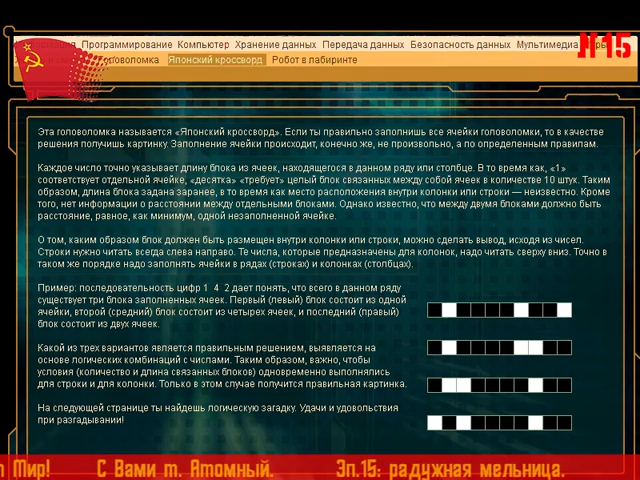 №15
Программирование Компьютер Хранение данных Передача данных Безопасность данных Мультимедиа
Японский кроссворд Робот в лабиринте
Эта головоломка называется «Японский кроссворд». Если ты правильно заполнишь все ячейки головоломки, то в качестве
решения получишь картинку. Заполнение ячейки происходит, конечно же, не произвольно, а по определенным правилам.
Каждое число точно указывает длину блока из ячеек, находящегося в данном ряду или столбце. В то время как, «1»
соответствует отдельной ячейке, «десятка» «требует» целый блок связанных между собой ячеек в количестве 10 штук. Таким
образом, длина блока задана заранее, в то время как место расположения внутри колонки или строки — неизвестно. Кроме
того, нет информации о расстоянии между отдельными блоками. Однако известно, что между двумя блоками должно быть
расстояние, равное, как минимум, одной незаполненной ячейке.
О том, каким образом блок должен быть размещен внутри колонки или строки, можно сделать вывод, исходя из чисел.
Строки нужно читать всегда слева направо. Те числа, которые предназначены для колонок, надо читать сверху вниз. Точно в
таком же порядке надо заполнять ячейки в рядах (строках) и колонках (столбцах).
Пример: последовательность цифр 1 4 2 дает понять, что всего в данном ряду
существует три блока заполненных ячеек. Первый (левый) блок состоит из одной
ячейки, второй (средний) блок состоит из четырех ячеек, и последний (правый)
блок состоит из двух ячеек.
Какой из трех вариантов является правильным решением, выявляется на
основе логических комбинаций с числами. Таким образом, важно, чтобы
условия (количество и длина связанных блоков) одновременно выполнялись
для строки и для колонки. Только в этом случае получится правильная картинка.
На следующей странице ты найдешь логическую загадку. Удачи и удовольствия
при разгадывании!
Мир! С Вами т. Атомный. Эп.15: радужная мельница.